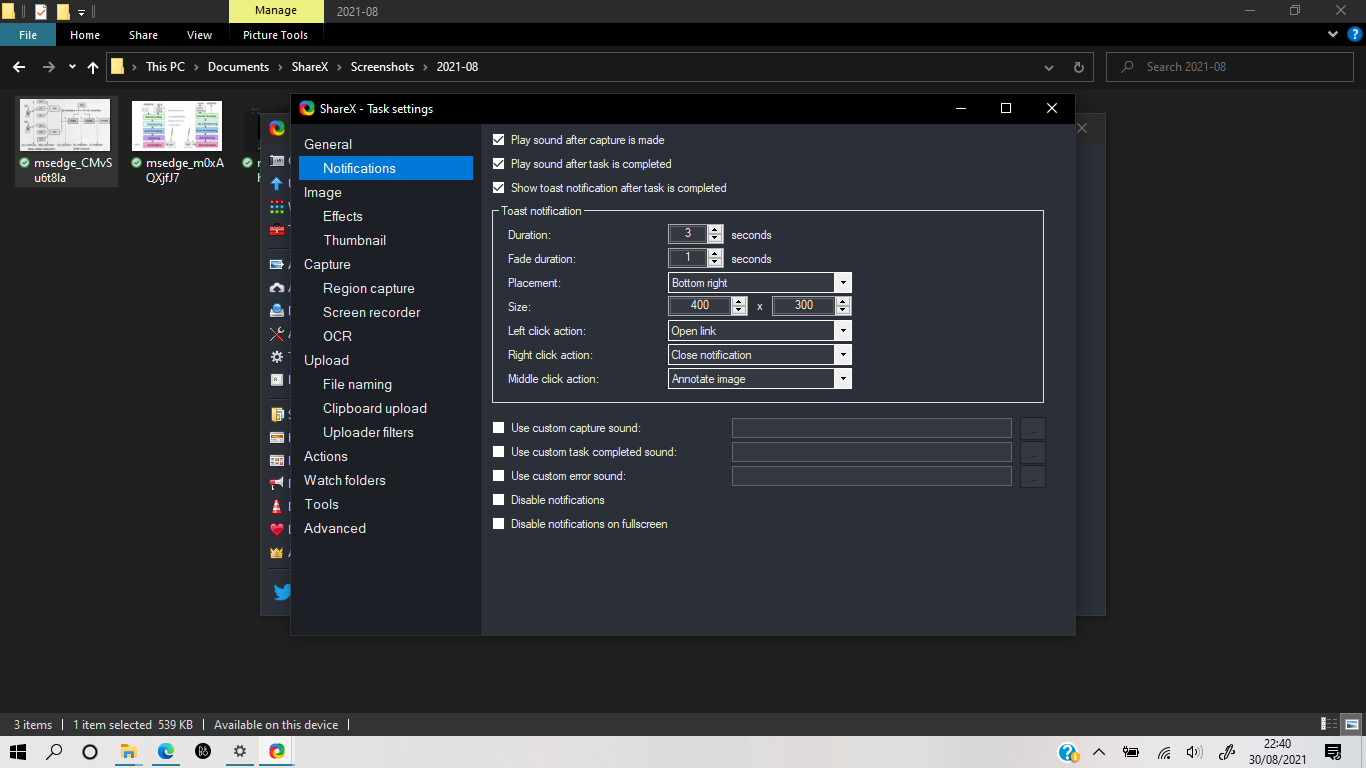 Manage
2021-08
File
Home
Share
View
Picture Tools
This PC
Documents
ShareX
Screenshots
2021-08
Search 2021-08
msedge_CMvS
u6t8Ia
msedge_m0xA
QXjfJ7
ShareX - Task settings
General
Notifications
Image
Effects
Thumbnail
Capture
Region capture
Screen recorder
OCR
Upload
File naming
Clipboard upload
Uploader filters
Actions
Watch folders
Tools
Advanced
Play sound after capture is made
Play sound after task is completed
Show toast notification after task is completed
Toast notification
Duration: 3 seconds
Fade duration: 1 seconds
Placement: Bottom right
Size: 400 x 300
Left click action: Open link
Right click action: Close notification
Middle click action: Annotate image
Use custom capture sound: ...
Use custom task completed sound: ...
Use custom error sound: ...
Disable notifications
Disable notifications on fullscreen
3 items
1 item selected 539 KB
Available on this device
22:40
30/08/2021